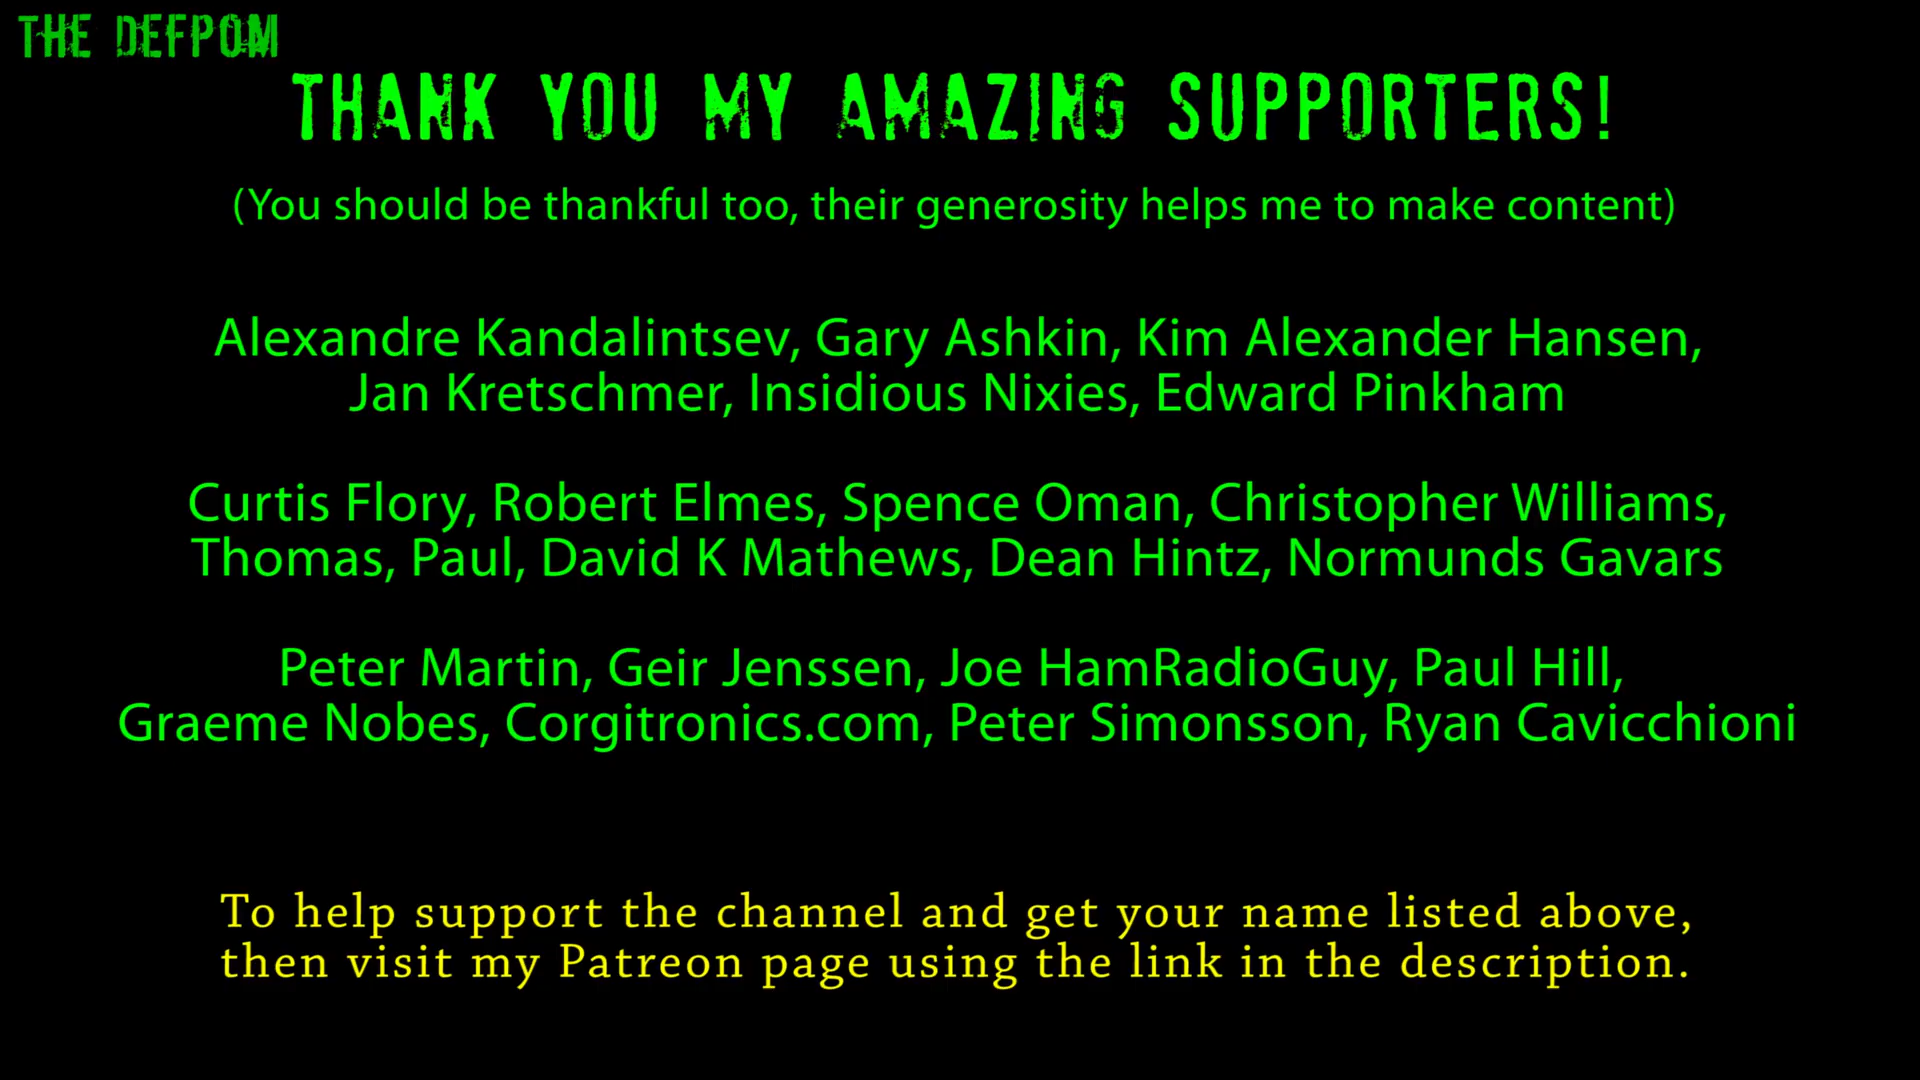 THE DEFPOM
THANK YOU MY AMAZING SUPPORTERS!
(You should be thankful too, their generosity helps me to make content)
Alexandre Kandalintsev, Gary Ashkin, Kim Alexander Hansen,
Jan Kretschmer, Insidious Nixies, Edward Pinkham
Curtis Flory, Robert Elmes, Spence Oman, Christopher Williams,
Thomas, Paul, David K Mathews, Dean Hintz, Normunds Gavars
Peter Martin, Geir Jenssen, Joe HamRadioGuy, Paul Hill,
Graeme Nobes, Corgitronics.com, Peter Simonsson, Ryan Cavicchioni
To help support the channel and get your name listed above,
then visit my Patreon page using the link in the description.